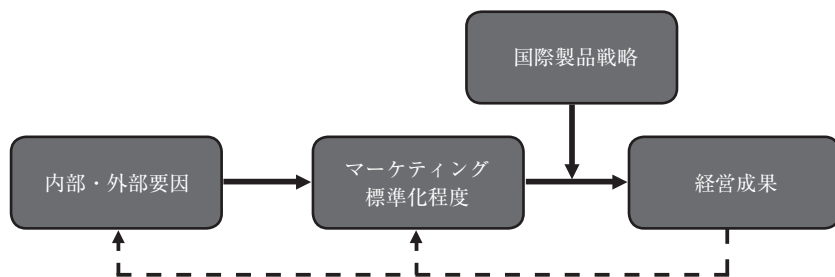 国際製品戦略
内部・外部要因
マーケティング
標準化程度
経営成果